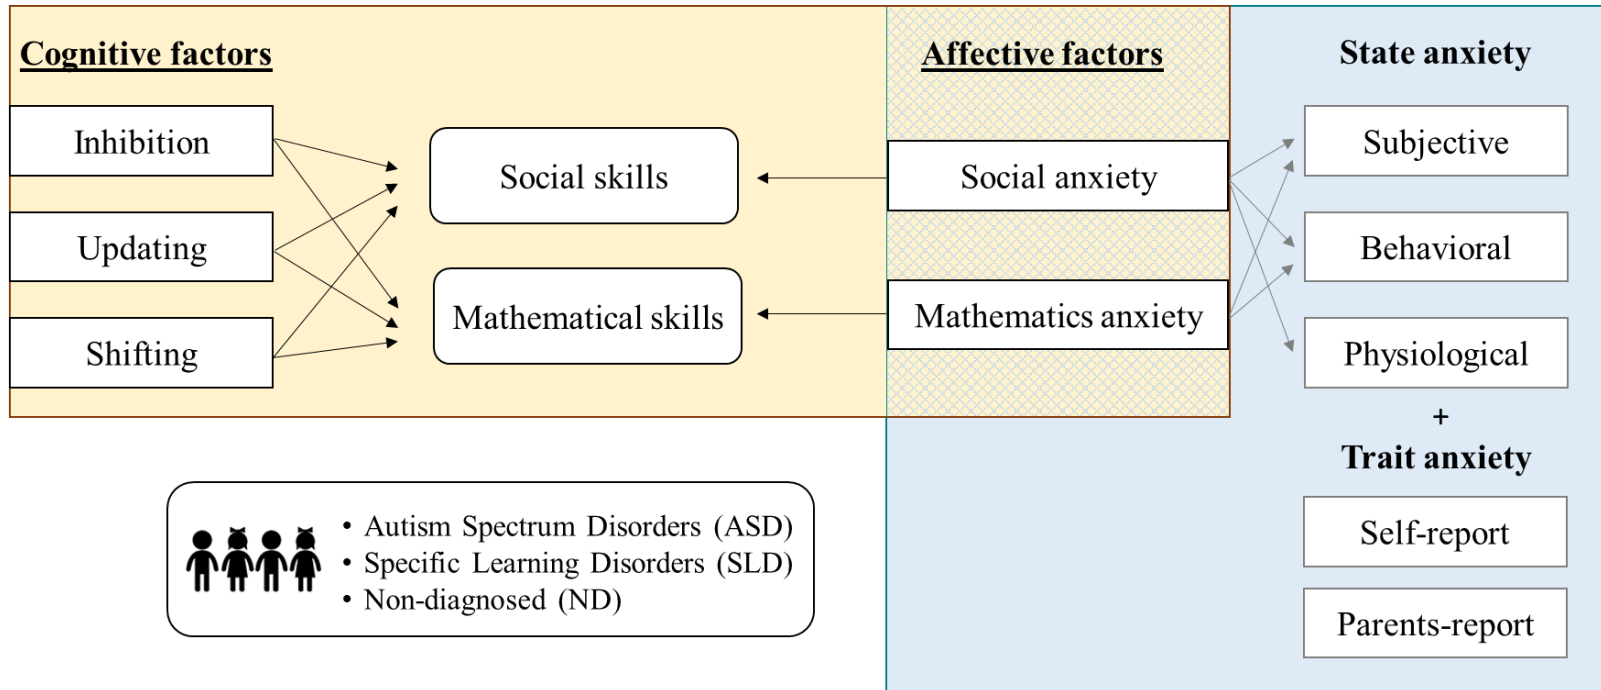 Cognitive factors
Inhibition
Updating
Shifting
Social skills
Mathematical skills
Affective factors
Social anxiety
Mathematics anxiety
State anxiety
Subjective
Behavioral
Physiological
+
Trait anxiety
Self-report
Parents-report
• Autism Spectrum Disorders (ASD)
• Specific Learning Disorders (SLD)
• Non-diagnosed (ND)